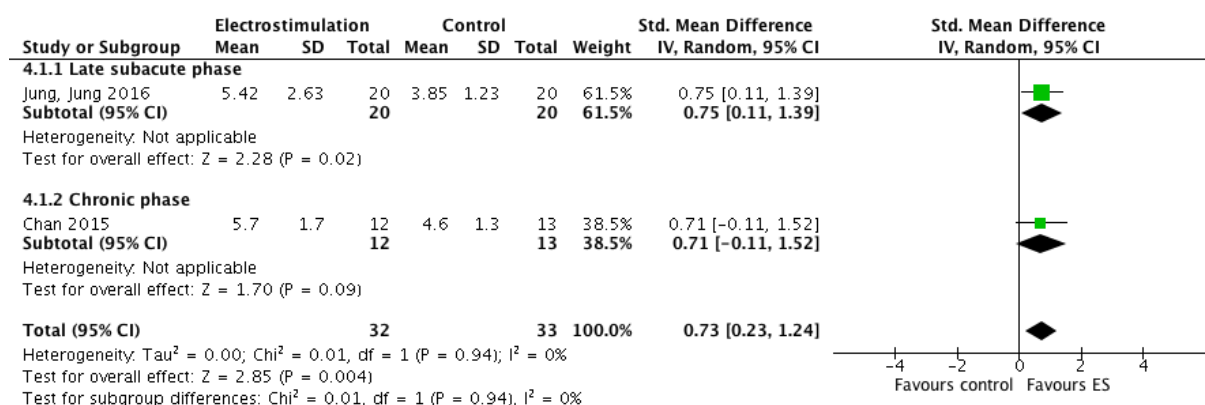 Electrostimulation Control Std. Mean Difference Std. Mean Difference
Study or Subgroup Mean SD Total Mean SD Total Weight IV, Random, 95% CI IV, Random, 95% CI
4.1.1 Late subacute phase
Jung, Jung 2016 5.42 2.63 20 3.85 1.23 20 61.5% 0.75 [0.11, 1.39]
Subtotal (95% CI) 20 20 61.5% 0.75 [0.11, 1.39]
Heterogeneity: Not applicable
Test for overall effect: Z = 2.28 (P = 0.02)
4.1.2 Chronic phase
Chan 2015 5.7 1.7 12 4.6 1.3 13 38.5% 0.71 [-0.11, 1.52]
Subtotal (95% CI) 12 13 38.5% 0.71 [-0.11, 1.52]
Heterogeneity: Not applicable
Test for overall effect: Z = 1.70 (P = 0.09)
Total (95% CI) 32 33 100.0% 0.73 [0.23, 1.24]
Heterogeneity: Tau² = 0.00; Chi² = 0.01, df = 1 (P = 0.94); I² = 0%
Test for overall effect: Z = 2.85 (P = 0.004)
Test for subgroup differences: Chi² = 0.01, df = 1 (P = 0.94), I² = 0%
-4 -2 0 2 4
Favours control Favours ES